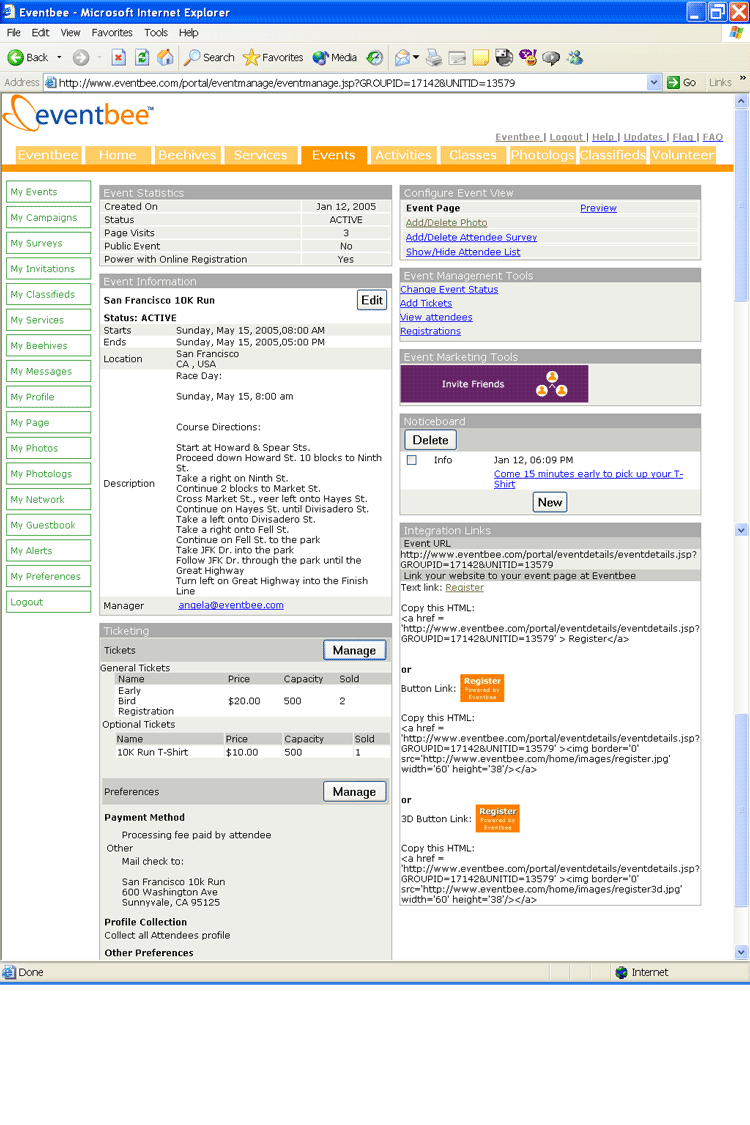 Eventbee - Microsoft Internet Explorer
File Edit View Favorites Tools Help
Back Search Favorites Media
Address http://www.eventbee.com/portal/eventmanage/eventmanage.jsp?GROUPID=17142&UNITID=13579 Go Links »
eventbee™
Eventbee | Logout | Help | Updates | Flag | FAQ
Eventbee Home Beehives Services Events Activities Classes Photologs Classifieds Volunteer
My Events
My Campaigns
My Surveys
My Invitations
My Classifieds
My Services
My Beehives
My Messages
My Profile
My Page
My Photos
My Photologs
My Network
My Guestbook
My Alerts
My Preferences
Logout
Event Statistics
Created On Jan 12, 2005
Status ACTIVE
Page Visits 3
Public Event No
Power with Online Registration Yes
Event Information
San Francisco 10K Run Edit
Status: ACTIVE
Starts Sunday, May 15, 2005,08:00 AM
Ends Sunday, May 15, 2005,05:00 PM
Location San Francisco
CA , USA
Race Day:
Sunday, May 15, 8:00 am
Course Directions:
Start at Howard & Spear Sts.
Proceed down Howard St. 10 blocks to Ninth
St.
Take a right on Ninth St.
Description
Continue 2 blocks to Market St.
Cross Market St., veer left onto Hayes St.
Continue on Hayes St. until Divisadero St.
Take a left onto Divisadero St.
Take a right onto Fell St.
Continue on Fell St. to the park
Take JFK Dr. into the park
Follow JFK Dr. through the park until the
Great Highway
Turn left on Great Highway into the Finish
Line
Manager angela@eventbee.com
Ticketing
Tickets Manage
General Tickets
Name Price Capacity Sold
Early
Bird $20.00 500 2
Registration
Optional Tickets
Name Price Capacity Sold
10K Run T-Shirt $10.00 500 1
Preferences Manage
Payment Method
Processing fee paid by attendee
Other
Mail check to:
San Francisco 10k Run
600 Washington Ave
Sunnyvale, CA 95125
Profile Collection
Collect all Attendees profile
Other Preferences
Configure Event View
Event Page Preview
Add/Delete Photo
Add/Delete Attendee Survey
Show/Hide Attendee List
Event Management Tools
Change Event Status
Add Tickets
View attendees
Registrations
Event Marketing Tools
Invite Friends
Noticeboard
Delete
Info Jan 12, 06:09 PM
Come 15 minutes early to pick up your T-
Shirt
New
Integration Links
Event URL
http://www.eventbee.com/portal/eventdetails/eventdetails.jsp?
GROUPID=17142&UNITID=13579
Link your website to your event page at Eventbee
Text link: Register
Copy this HTML:
<a href =
'http://www.eventbee.com/portal/eventdetails/eventdetails.jsp?
GROUPID=17142&UNITID=13579' > Register</a>
or
Button Link: Register
Powered by
Eventbee
Copy this HTML:
<a href =
'http://www.eventbee.com/portal/eventdetails/eventdetails.jsp?
GROUPID=17142&UNITID=13579' ><img border='0'
src='http://www.eventbee.com/home/images/register.jpg'
width='60' height='38'/></a>
or
3D Button Link: Register
Powered by
Eventbee
Copy this HTML:
<a href =
'http://www.eventbee.com/portal/eventdetails/eventdetails.jsp?
GROUPID=17142&UNITID=13579' ><img border='0'
src='http://www.eventbee.com/home/images/register3d.jpg'
width='60' height='38'/></a>
Done Internet